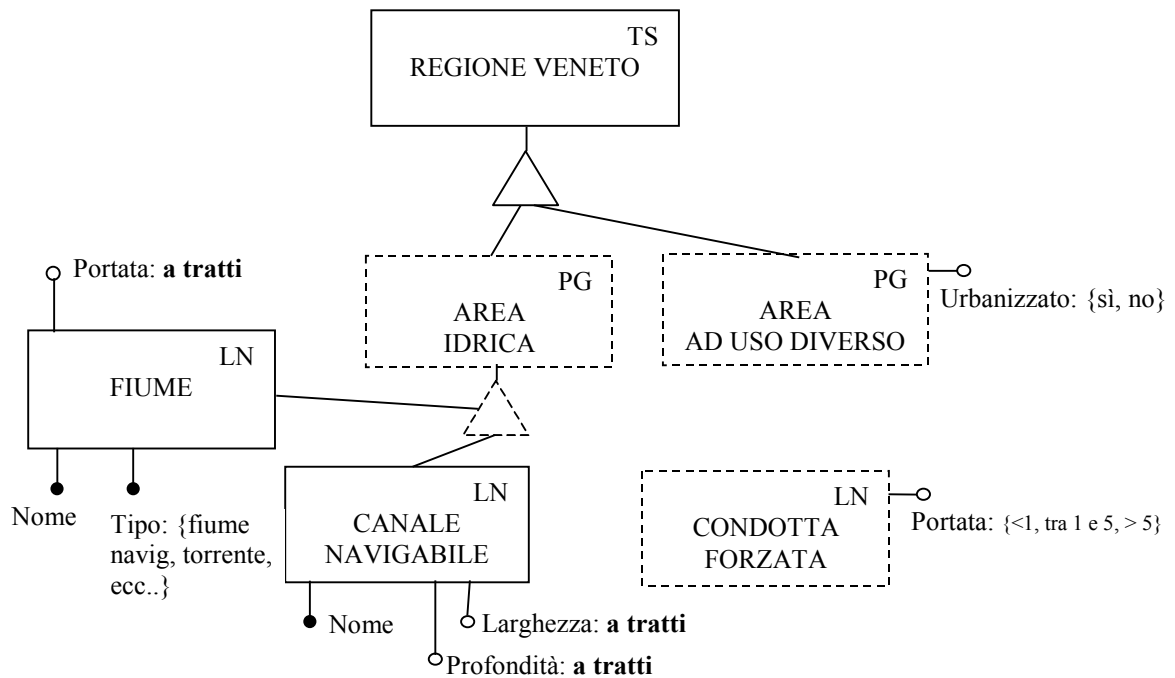 TS
REGIONE VENETO
Portata: a tratti
PG
AREA
IDRICA
PG
AREA
AD USO DIVERSO
Urbanizzato: {sì, no}
LN
FIUME
Nome
Tipo: {fiume
navig, torrente,
ecc..}
LN
CANALE
NAVIGABILE
LN
CONDOTTA
FORZATA
Portata: {<1, tra 1 e 5, > 5}
Nome
Larghezza: a tratti
Profondità: a tratti